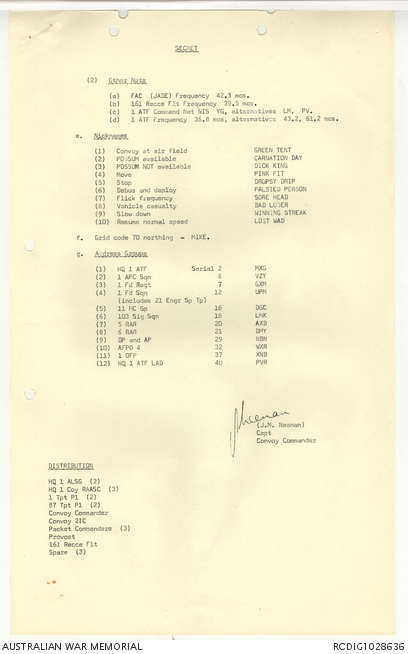 SECRET
(2) Other Nets
(a) FAC (JADE) Frequency 42.3 mcs.
(b) 161 Recce Flt Frequency 39.5 mcs.
(c) 1 ATF Command Net NIS YG, alternatives LM, PV.
(d) 1 ATF Frequency 36.8 mcs, alternatives 43.2, 61.2 mcs.
e. Nicknames
(1) Convoy at air field GREEN TENT
(2) POSSUM available CARNATION DAY
(3) POSSUM NOT available DICK KING
(4) Move PINK FIT
(5) Stop DROPSY DRIP
(6) Debus and deploy PALSIED PERSON
(7) Flick frequency SORE HEAD
(8) Vehicle casualty BAD LOSER
(9) Slow down WINNING STREAK
(10) Resume normal speed LOST WAD
f. Grid code 70 northing - MIKE.
g. Address Groups
(1) HQ 1 ATF Serial 2 MXG
(2) 1 APC Sqn 6 VZY
(3) 1 Fd Regt 7 GXM
(4) 1 Fd Sqn 12 UPM
(includes 21 Engr Sp Tp)
(5) 11 MC Gp 16 DGC
(6) 103 Sig Sqn 18 LMK
(7) 5 RAR 20 AXB
(8) 6 RAR 21 DMY
(9) DP and AP 29 NBN
(10) AFPO 4 32 WXR
(11) 1 OFP 37 XNB
(12) HQ 1 ATF LAD 40 PVR
(J.M. Neenan)
Capt
Convoy Commander
DISTRIBUTION
HQ 1 ALSG (2)
HQ 1 Coy RAASC (3)
1 Tpt Pl (2)
87 Tpt Pl (2)
Convoy Commander
Convoy 2IC
Packet Commanders (3)
Provost
161 Recce Flt
Spare (3)
AUSTRALIAN WAR MEMORIAL RCDIG1028636